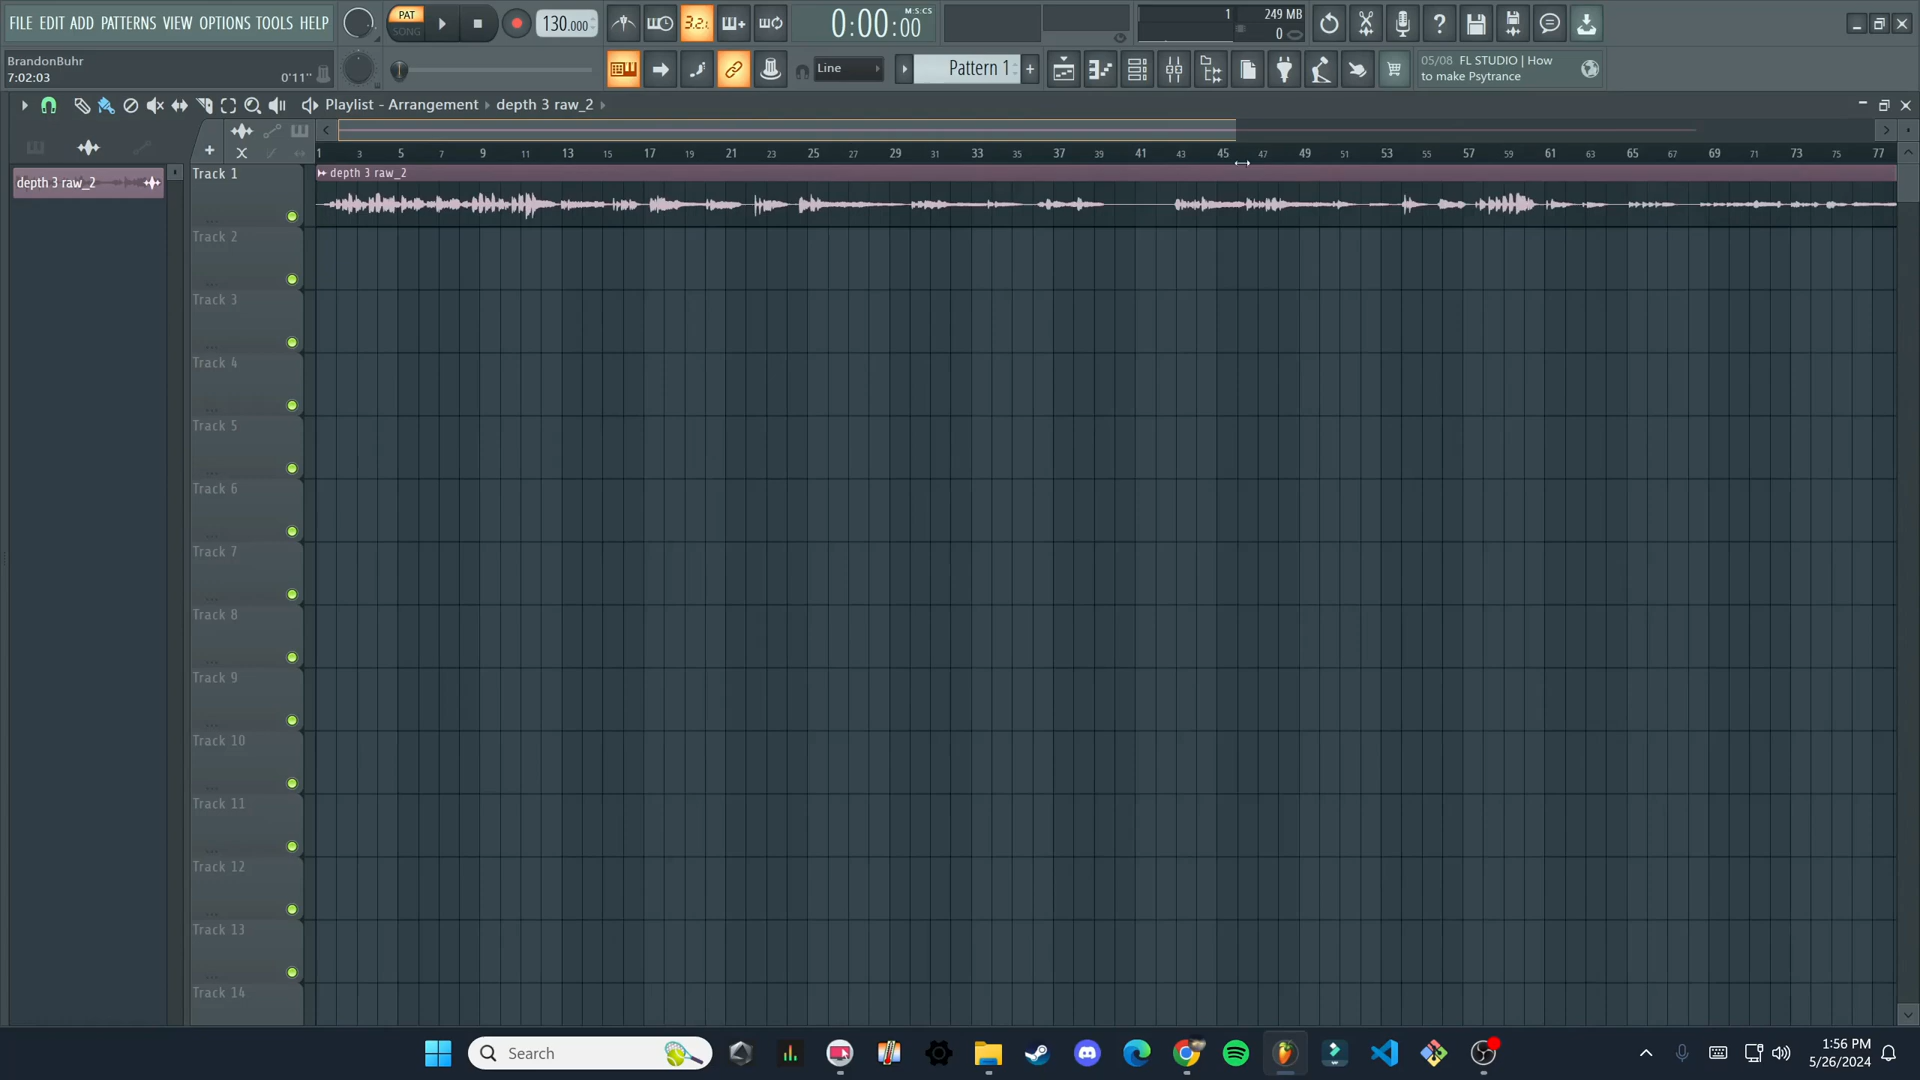 FILE EDIT ADD PATTERNS VIEW OPTIONS TOOLS HELP
PAT
SONG
130.000
3.2.
0:00:00
M:S:CS
1
249 MB
0
BrandonBuhr
7:02:03
0'11"
Line
Pattern 1
05/08 FL STUDIO | How
to make Psytrance
Playlist - Arrangement
depth 3 raw_2
1 3 5 7 9 11 13 15 17 19 21 23 25 27 29 31 33 35 37 39 41 43 45 47 49 51 53 55 57 59 61 63 65 67 69 71 73 75 77
depth 3 raw_2
Track 1
depth 3 raw_2
Track 2
Track 3
Track 4
Track 5
Track 6
Track 7
Track 8
Track 9
Track 10
Track 11
Track 12
Track 13
Track 14
Search
1:56 PM
5/26/2024